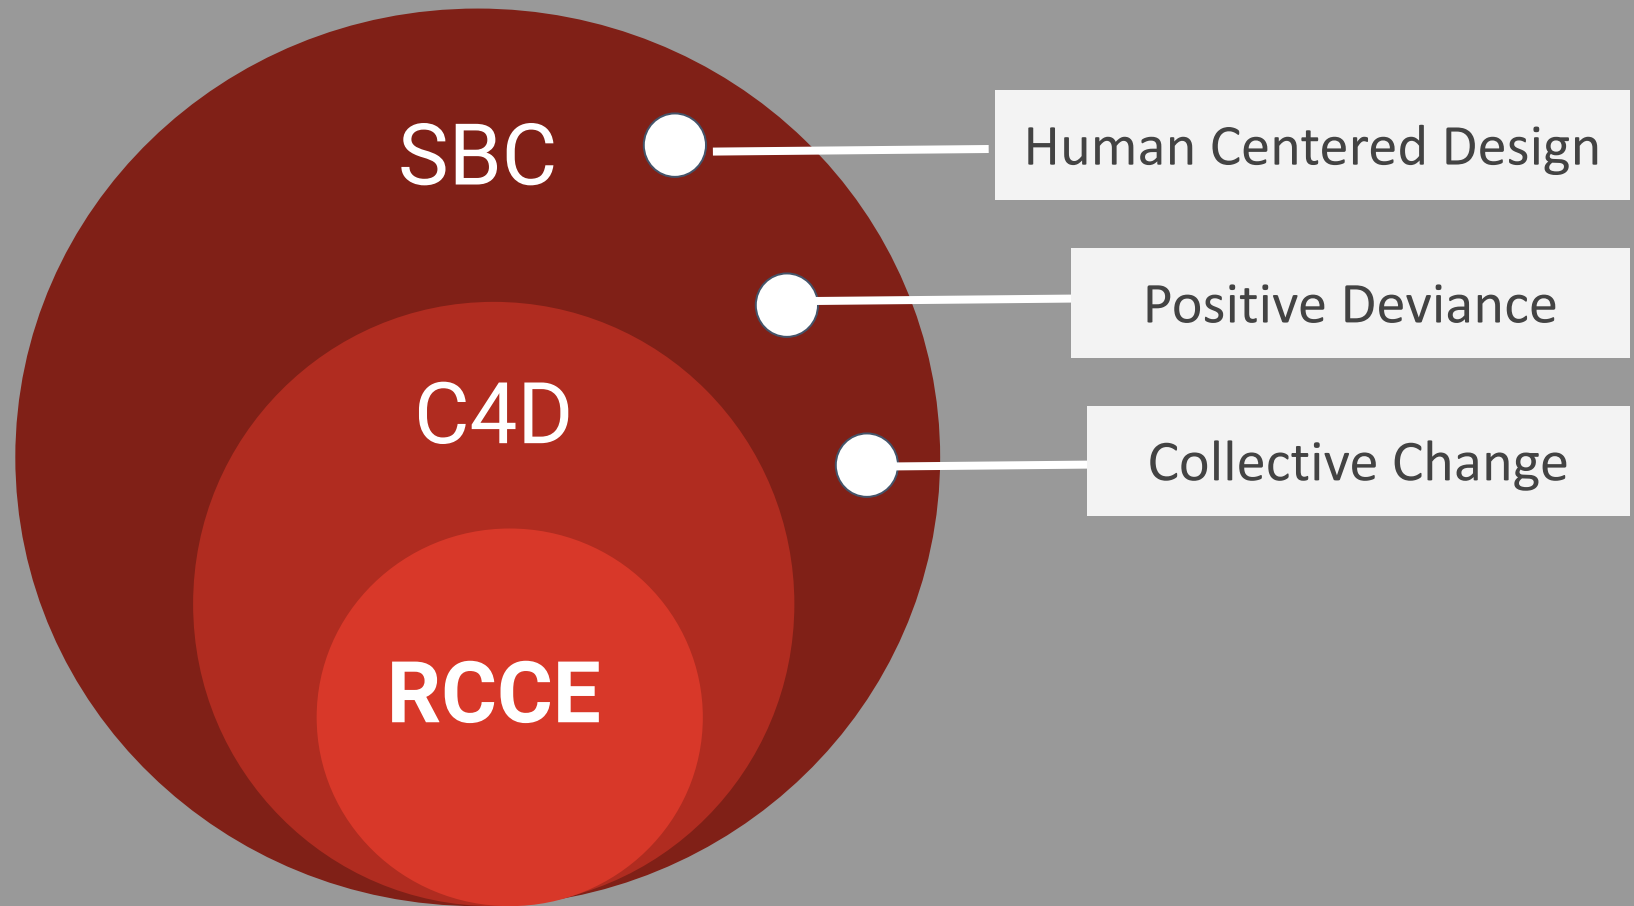 SBC
Human Centered Design
Positive Deviance
C4D
Collective Change
RCCE